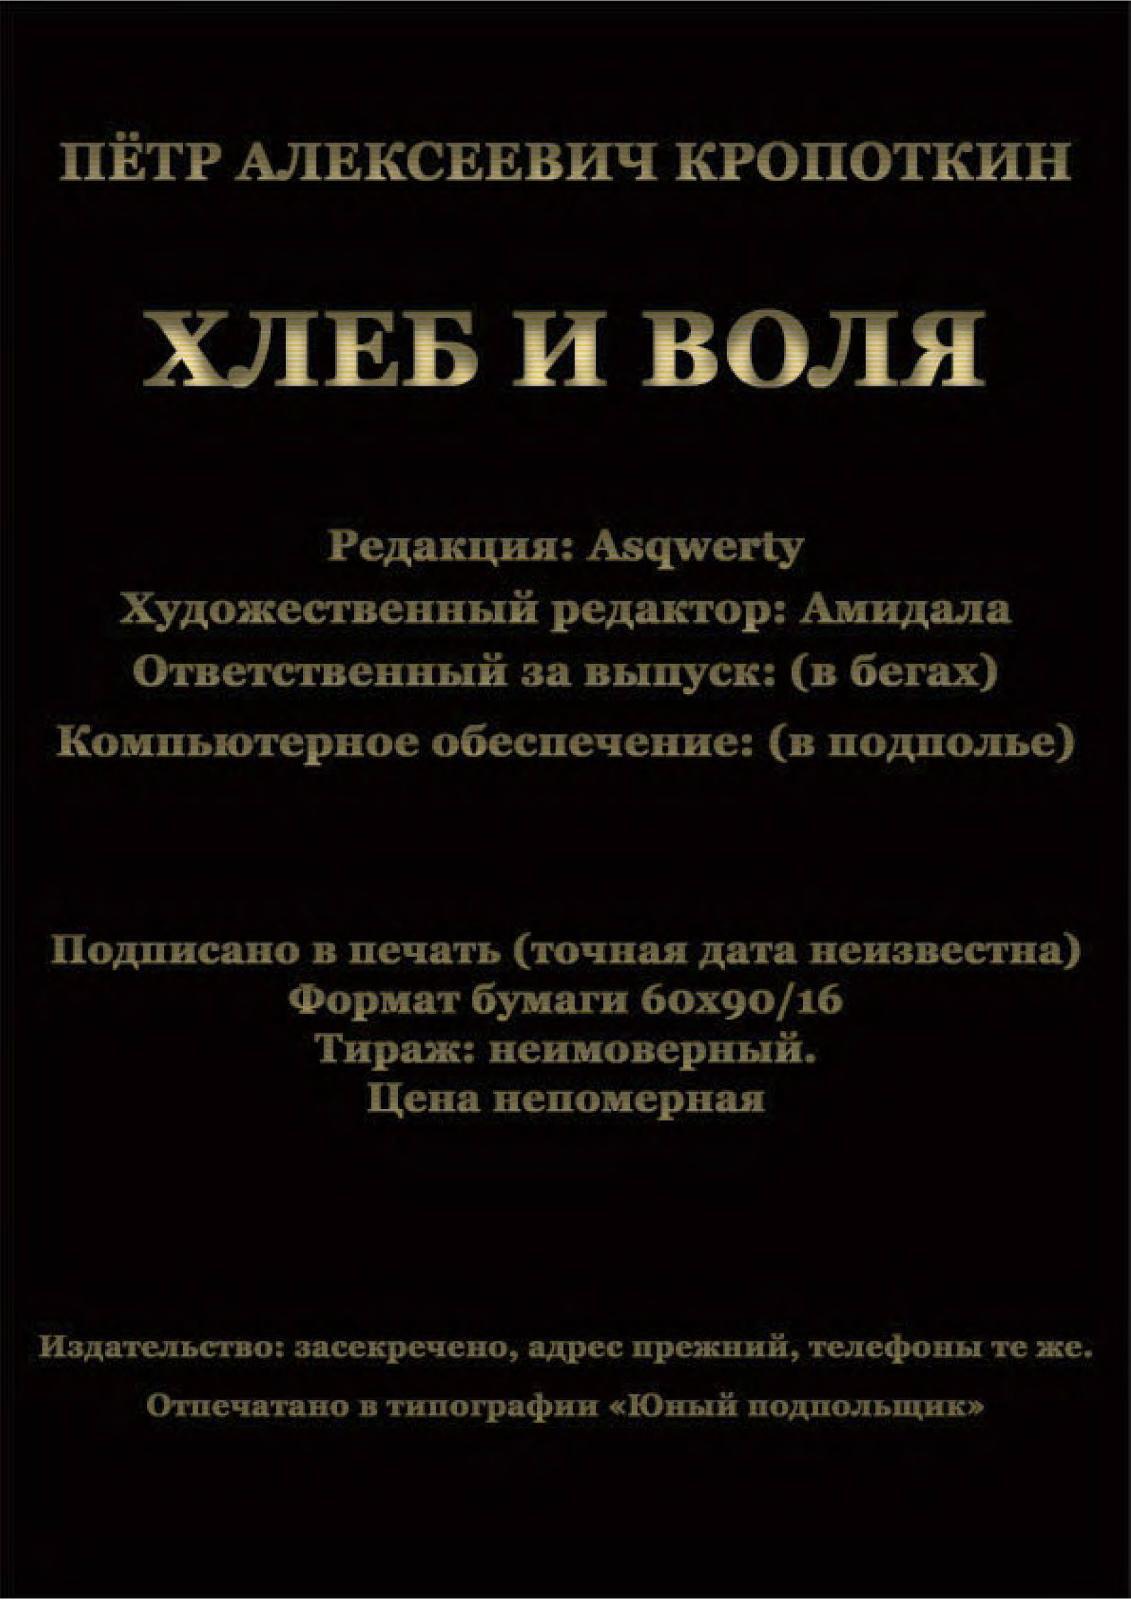 ПЁТР АЛЕКСЕЕВИЧ КРОПОТКИН
ХЛЕБ И ВОЛЯ
Редакция: Asqwerty
Художественный редактор: Амидала
Ответственный за выпуск: (в бегах)
Компьютерное обеспечение: (в подполье)
Подписано в печать (точная дата неизвестна)
Формат бумаги 60x90/16
Тираж: неимоверный.
Цена непомерная
Издательство: засекречено, адрес прежний, телефоны те же.
Отпечатано в типографии «Юный подпольщик»